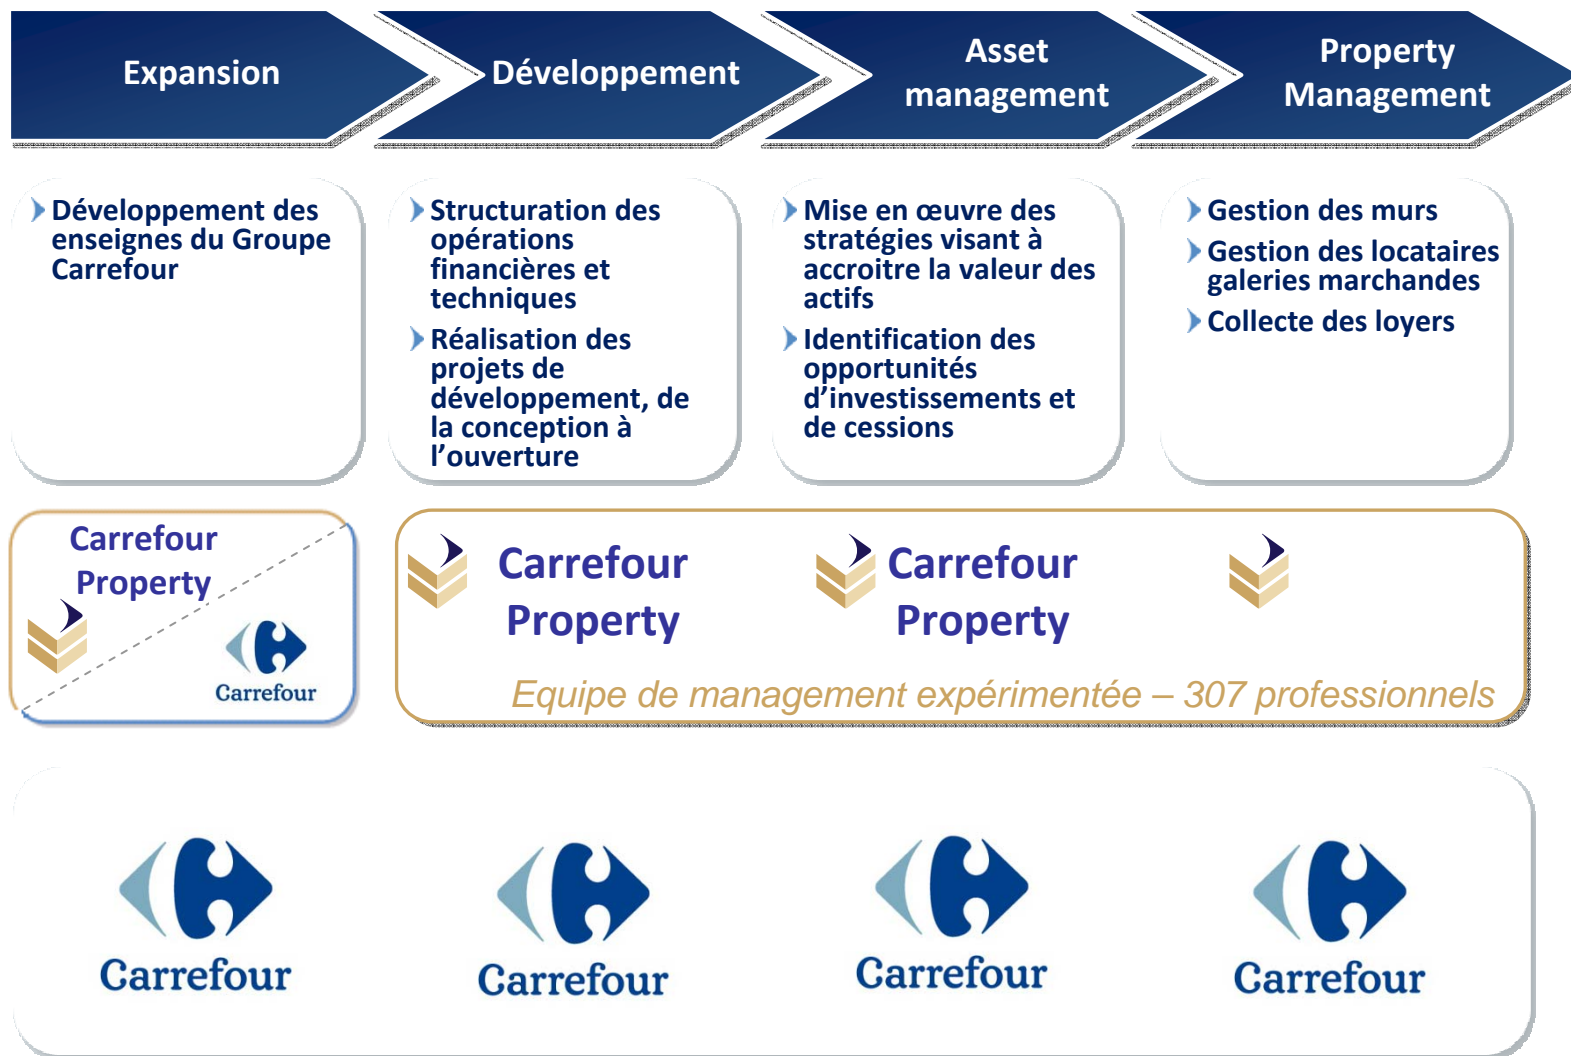 Expansion
Développement
Asset
management
Property
Management
Développement des
enseignes du Groupe
Carrefour
Structuration des
opérations
financières et
techniques
Réalisation des
projets de
développement, de
la conception à
l’ouverture
Mise en œuvre des
stratégies visant à
accroitre la valeur des
actifs
Identification des
opportunités
d’investissements et
de cessions
Gestion des murs
Gestion des locataires
galeries marchandes
Collecte des loyers
Carrefour
Property
Carrefour
Carrefour
Property
Carrefour
Property
Equipe de management expérimentée – 307 professionnels
Carrefour
Carrefour
Carrefour
Carrefour